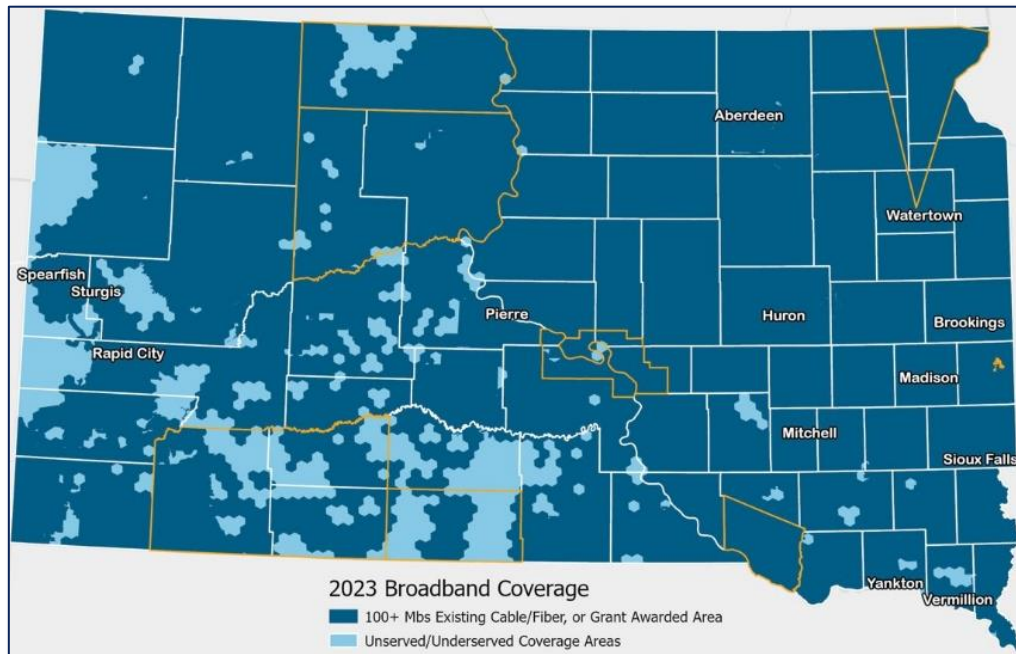 Aberdeen
Watertown
Spearfish
Sturgis
Pierre
Huron
Brookings
Rapid City
Madison
Mitchell
Sioux Falls
Yankton
Vermillion
2023 Broadband Coverage
100+ Mbs Existing Cable/Fiber, or Grant Awarded Area
Unserved/Underserved Coverage Areas